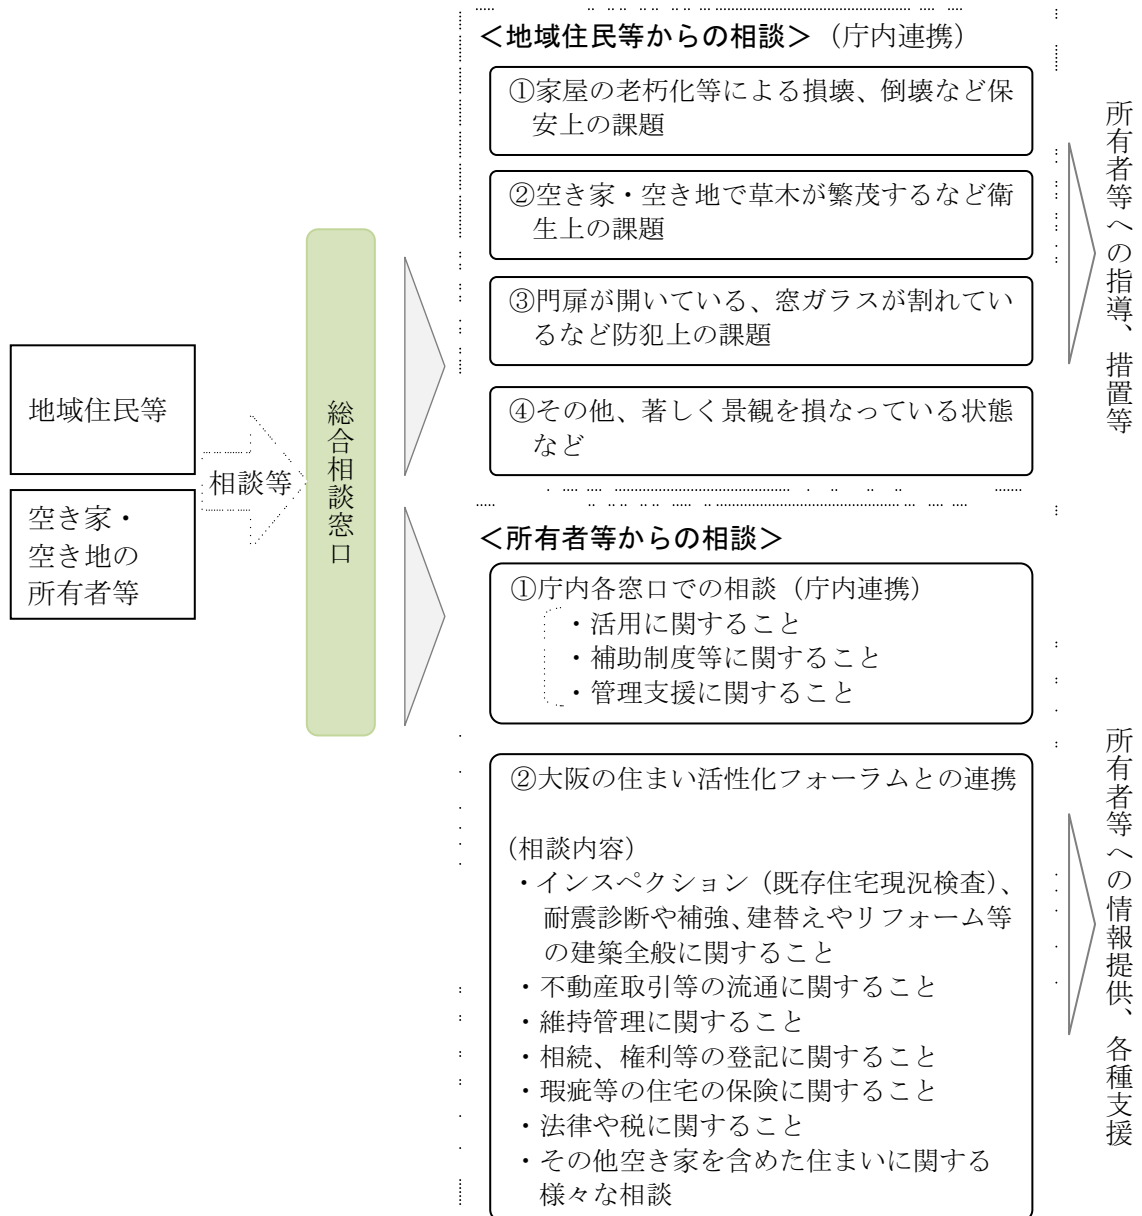 地域住民等
空き家・
空き地の
所有者等
相談等
総合相談窓口
＜地域住民等からの相談＞（庁内連携）
①家屋の老朽化等による損壊、倒壊など保
安上の課題
②空き家・空き地で草木が繁茂するなど衛
生上の課題
③門扉が開いている、窓ガラスが割れてい
るなど防犯上の課題
④その他、著しく景観を損なっている状態
など
所有者等への指導、措置等
＜所有者等からの相談＞
①庁内各窓口での相談（庁内連携）
・活用に関すること
・補助制度等に関すること
・管理支援に関すること
②大阪の住まい活性化フォーラムとの連携
（相談内容）
・インスペクション（既存住宅現況検査）、
耐震診断や補強、建替えやリフォーム等
の建築全般に関すること
・不動産取引等の流通に関すること
・維持管理に関すること
・相続、権利等の登記に関すること
・瑕疵等の住宅の保険に関すること
・法律や税に関すること
・その他空き家を含めた住まいに関する
様々な相談
所有者等への情報提供、各種支援